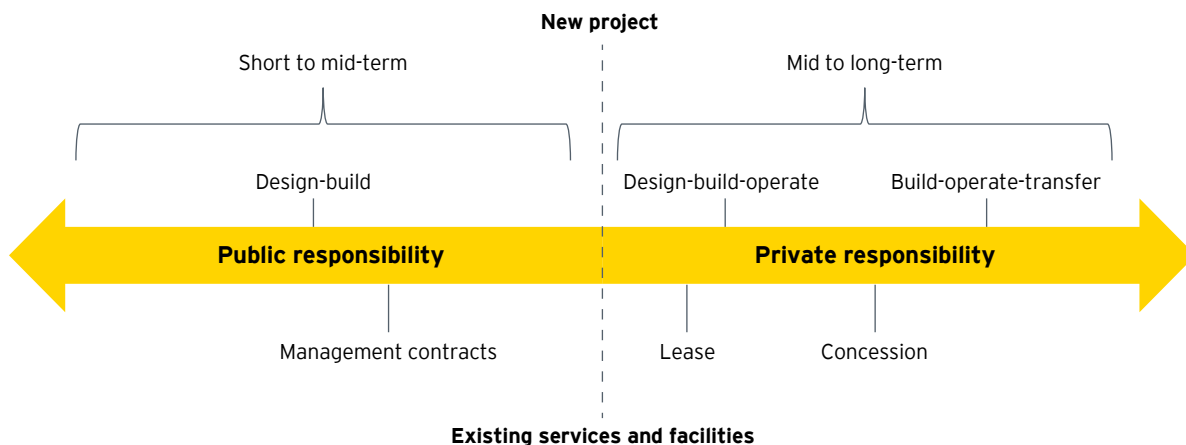 New project
Short to mid-term
Mid to long-term
Design-build
Design-build-operate
Build-operate-transfer
Public responsibility
Private responsibility
Management contracts
Lease
Concession
Existing services and facilities